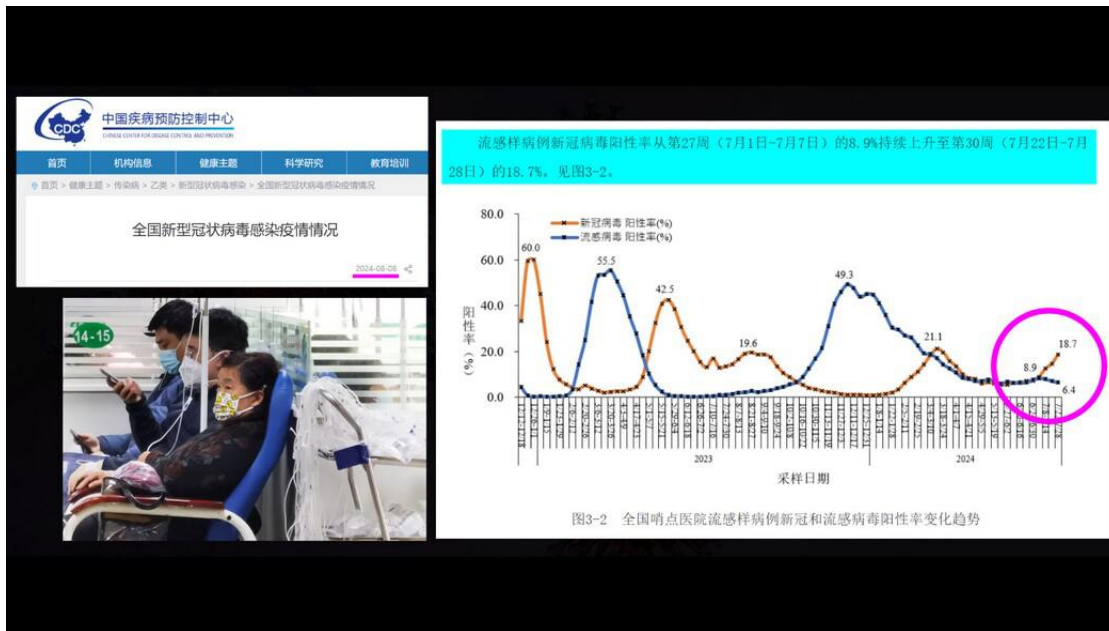 中国疾病预防控制中心
CHINESE CENTER FOR DISEASE CONTROL AND PREVENTION
CDC
首页 机构信息 健康主题 科学研究 教育培训
首页 > 健康主题 > 传染病 > 乙类 > 新型冠状病毒感染 > 全国新型冠状病毒感染疫情情况
全国新型冠状病毒感染疫情情况
2024-08-08
14-15
流感样病例新冠病毒阳性率从第27周（7月1日-7月7日）的8.9%持续上升至第30周（7月22日-7月
28日）的18.7%。见图3-2。
80.0
60.0
40.0
20.0
0.0
阳性率（%）
新冠病毒 阳性率(%)
流感病毒 阳性率(%)
60.0
55.5
42.5
19.6
49.3
21.1
8.9
18.7
6.4
2023
2024
采样日期
图3-2 全国哨点医院流感样病例新冠和流感病毒阳性率变化趋势